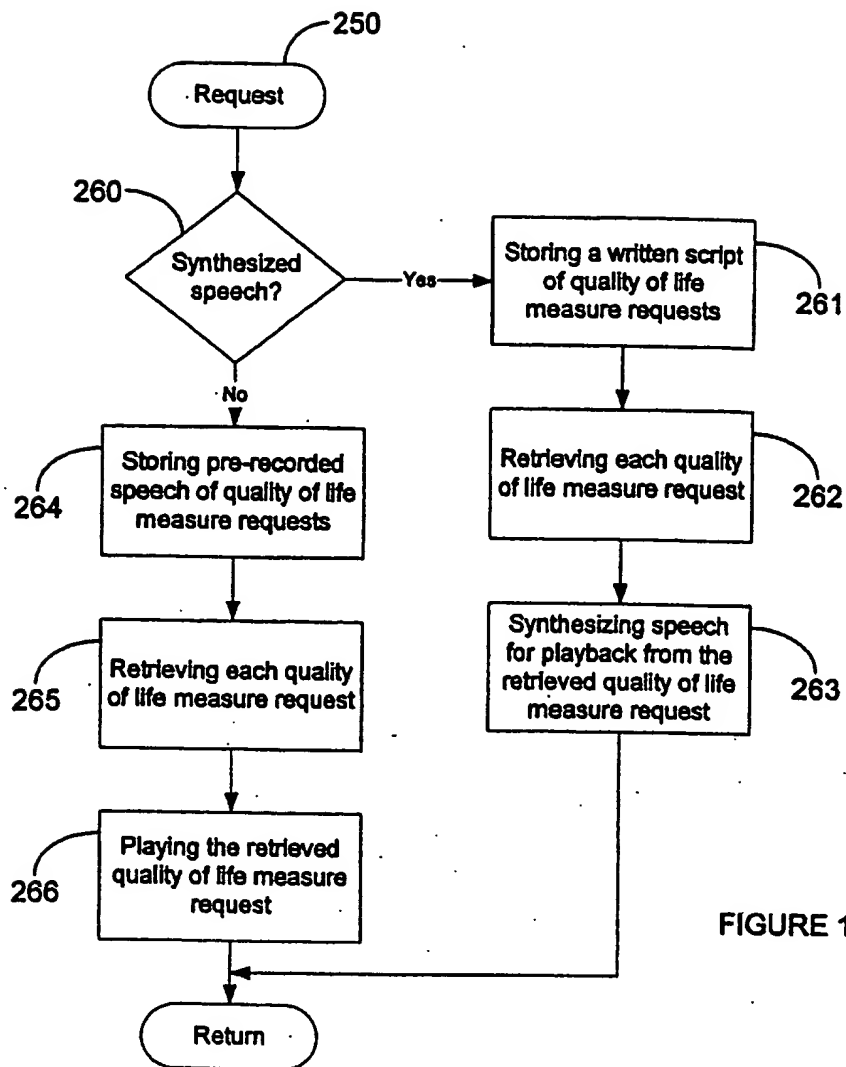 250
Request
260
Synthesized
speech?
Yes
Storing a written script
of quality of life
measure requests
261
No
Storing pre-recorded
speech of quality of life
measure requests
264
Retrieving each quality
of life measure request
262
Retrieving each quality
of life measure request
265
Synthesizing speech
for playback from the
retrieved quality of life
measure request
263
Playing the retrieved
quality of life measure
request
266
FIGURE 1
Return